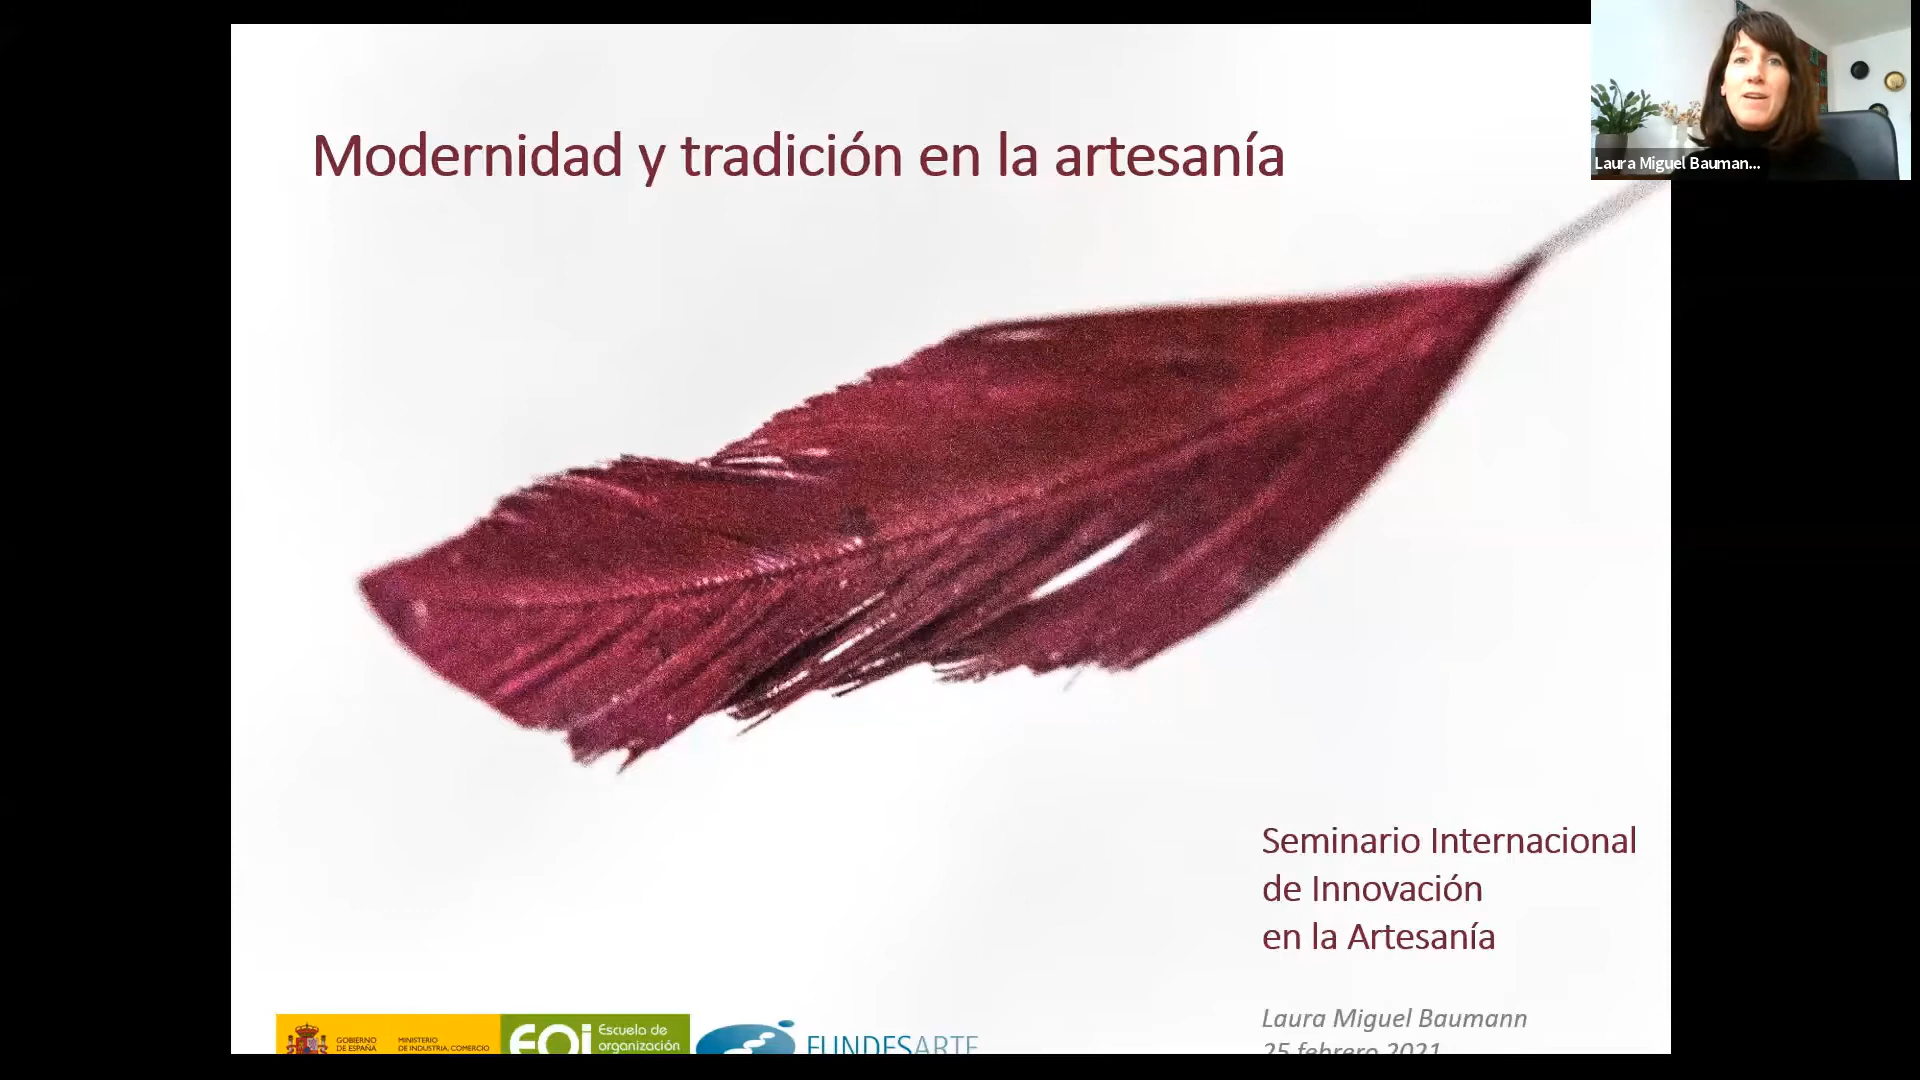 Modernidad y tradición en la artesanía
Laura Miguel Bauman...
Seminario Internacional
de Innovación
en la Artesanía
Laura Miguel Baumann
25 febrero 2021
GOBIERNO
DE ESPAÑA
MINISTERIO
DE INDUSTRIA, COMERCIO
EOi
Escuela de
organización
FUNDESARTE